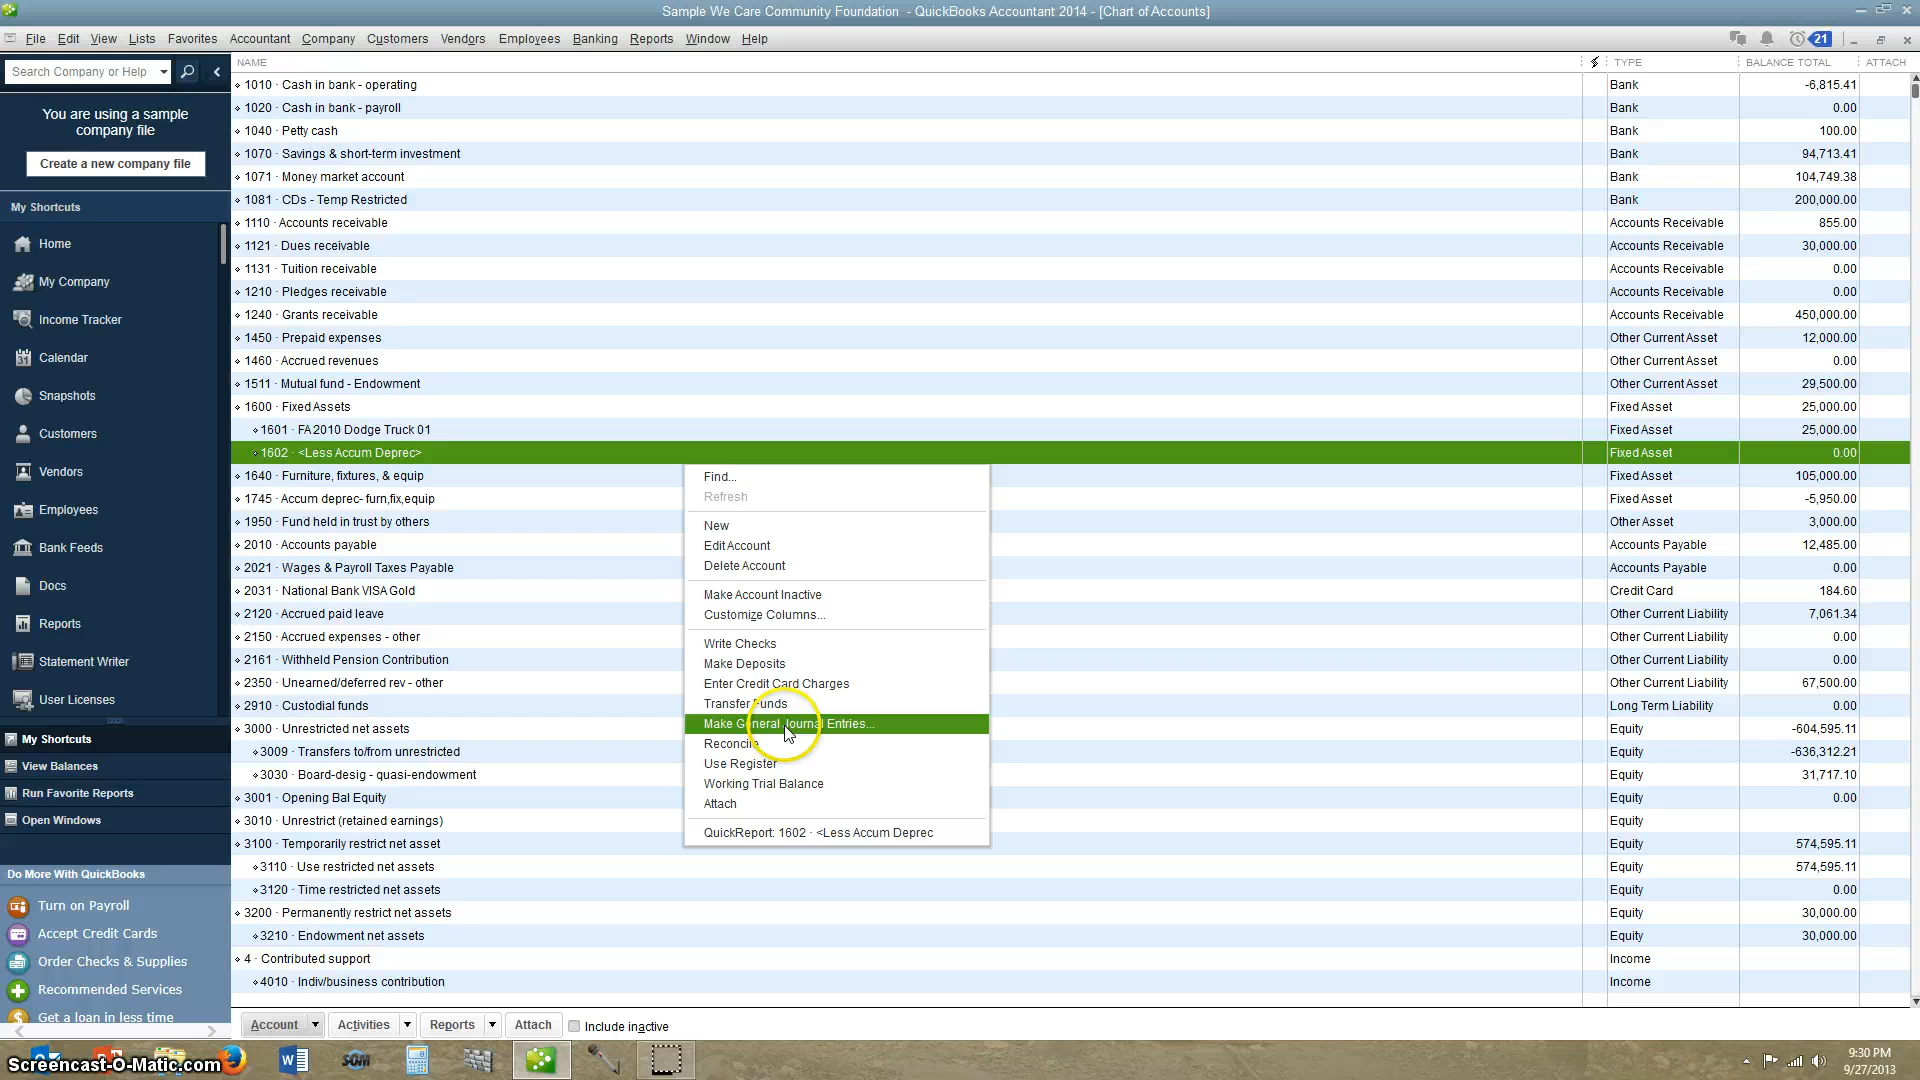 Sample We Care Community Foundation - QuickBooks Accountant 2014 - [Chart of Accounts]
File Edit View Lists Favorites Accountant Company Customers Vendors Employees Banking Reports Window Help 21
Search Company or Help
You are using a sample
company file
Create a new company file
My Shortcuts
Home
My Company
Income Tracker
Calendar
Snapshots
Customers
Vendors
Employees
Bank Feeds
Docs
Reports
Statement Writer
User Licenses
My Shortcuts
View Balances
Run Favorite Reports
Open Windows
Do More With QuickBooks
Turn on Payroll
Accept Credit Cards
Order Checks & Supplies
Recommended Services
Get a loan in less time
NAME TYPE BALANCE TOTAL ATTACH
1010 · Cash in bank - operating Bank -6,815.41
1020 · Cash in bank - payroll Bank 0.00
1040 · Petty cash Bank 100.00
1070 · Savings & short-term investment Bank 94,713.41
1071 · Money market account Bank 104,749.38
1081 · CDs - Temp Restricted Bank 200,000.00
1110 · Accounts receivable Accounts Receivable 855.00
1121 · Dues receivable Accounts Receivable 30,000.00
1131 · Tuition receivable Accounts Receivable 0.00
1210 · Pledges receivable Accounts Receivable 0.00
1240 · Grants receivable Accounts Receivable 450,000.00
1450 · Prepaid expenses Other Current Asset 12,000.00
1460 · Accrued revenues Other Current Asset 0.00
1511 · Mutual fund - Endowment Other Current Asset 29,500.00
1600 · Fixed Assets Fixed Asset 25,000.00
1601 · FA 2010 Dodge Truck 01 Fixed Asset 25,000.00
1602 · <Less Accum Deprec> Fixed Asset 0.00
1640 · Furniture, fixtures, & equip Fixed Asset 105,000.00
1745 · Accum deprec- furn,fix,equip Fixed Asset -5,950.00
1950 · Fund held in trust by others Other Asset 3,000.00
2010 · Accounts payable Accounts Payable 12,485.00
2021 · Wages & Payroll Taxes Payable Accounts Payable 0.00
2031 · National Bank VISA Gold Credit Card 184.60
2120 · Accrued paid leave Other Current Liability 7,061.34
2150 · Accrued expenses - other Other Current Liability 0.00
2161 · Withheld Pension Contribution Other Current Liability 0.00
2350 · Unearned/deferred rev - other Other Current Liability 67,500.00
2910 · Custodial funds Long Term Liability 0.00
3000 · Unrestricted net assets Equity -604,595.11
3009 · Transfers to/from unrestricted Equity -636,312.21
3030 · Board-desig - quasi-endowment Equity 31,717.10
3001 · Opening Bal Equity Equity 0.00
3010 · Unrestrict (retained earnings) Equity
3100 · Temporarily restrict net asset Equity 574,595.11
3110 · Use restricted net assets Equity 574,595.11
3120 · Time restricted net assets Equity 0.00
3200 · Permanently restrict net assets Equity 30,000.00
3210 · Endowment net assets Equity 30,000.00
4 · Contributed support Income
4010 · Indiv/business contribution Income
Find...
Refresh
New
Edit Account
Delete Account
Make Account Inactive
Customize Columns...
Write Checks
Make Deposits
Enter Credit Card Charges
Transfer Funds
Make General Journal Entries...
Reconcile
Use Register
Working Trial Balance
Attach
QuickReport: 1602 · <Less Accum Deprec
Account Activities Reports Attach Include inactive
Screencast-O-Matic.com
SOM
9:30 PM
9/27/2013